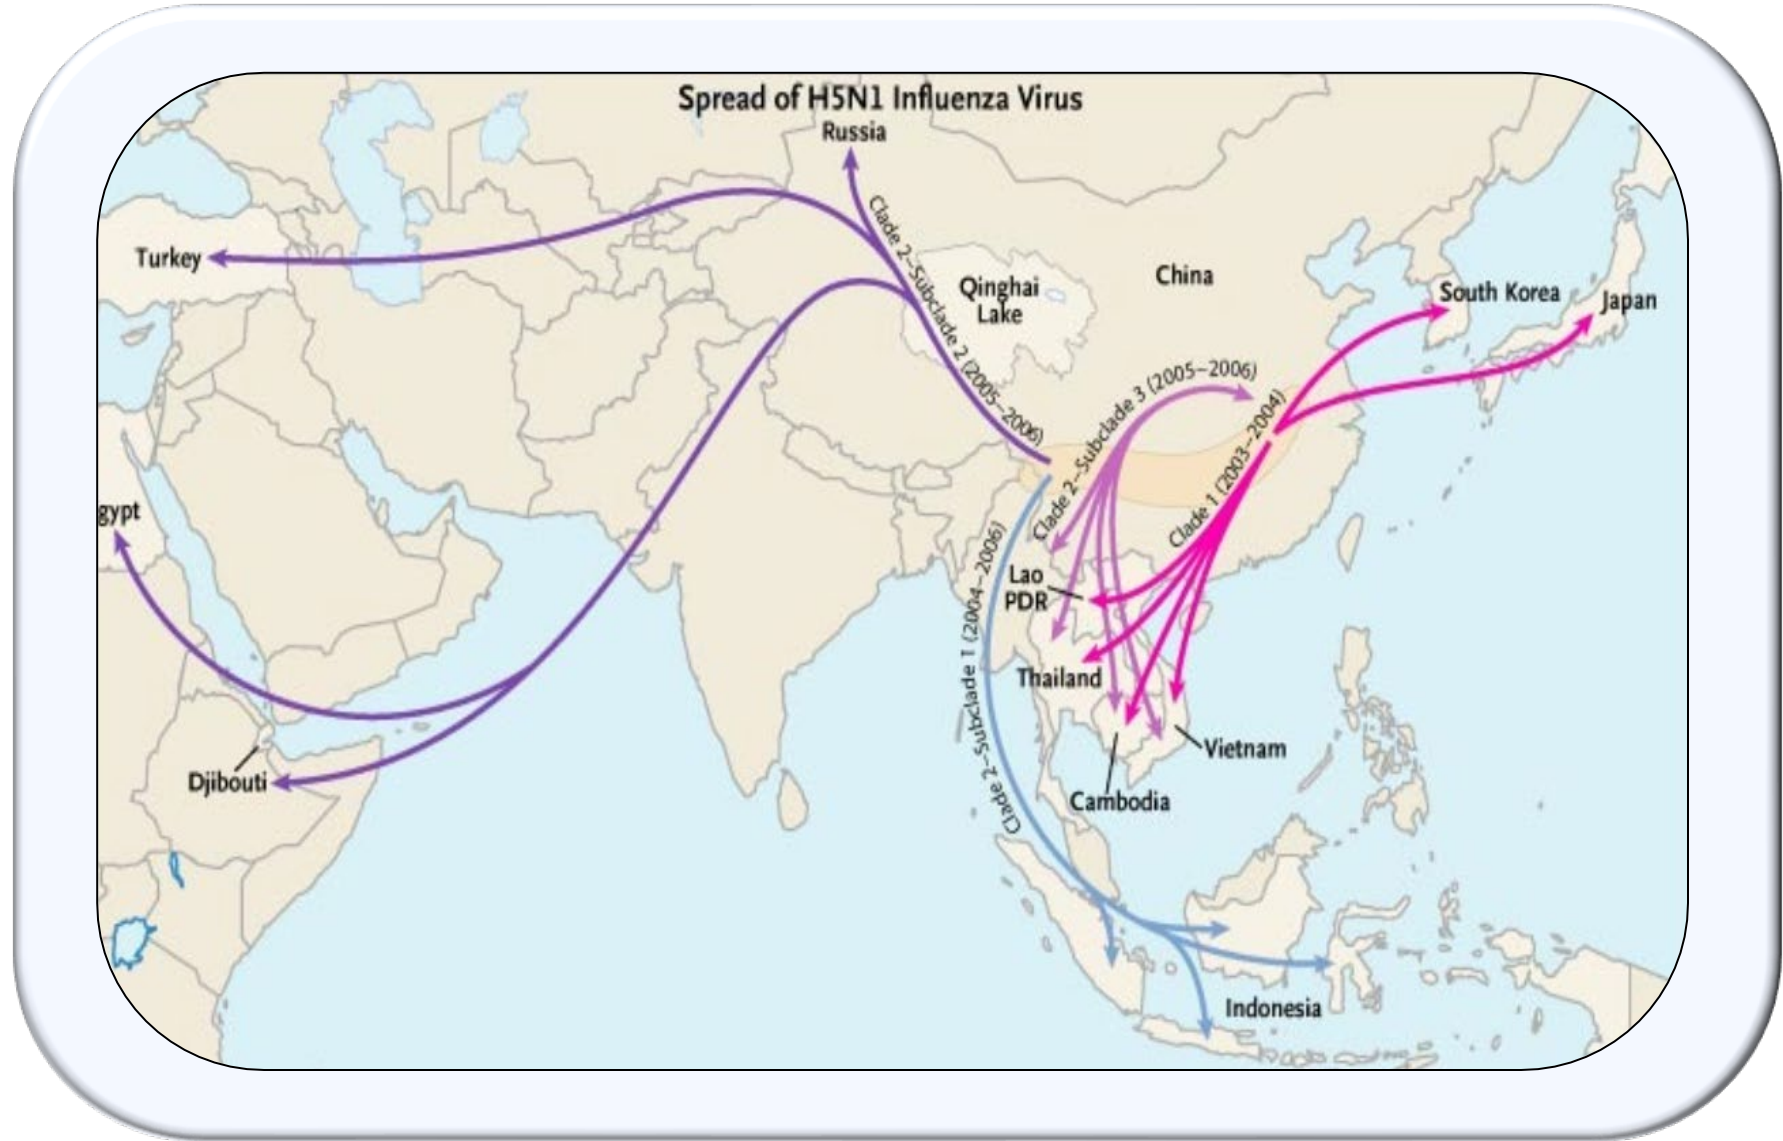 Spread of H5N1 Influenza Virus
Russia
Clade 2–Subclade 2 (2005–2006)
Turkey
Qinghai
Lake
China
South Korea
Japan
Clade 2–Subclade 3 (2005–2006)
Clade 1 (2003–2004)
gypt
Clade 2–Subclade 1 (2004–2006)
Lao
PDR
Thailand
Vietnam
Djibouti
Cambodia
Indonesia